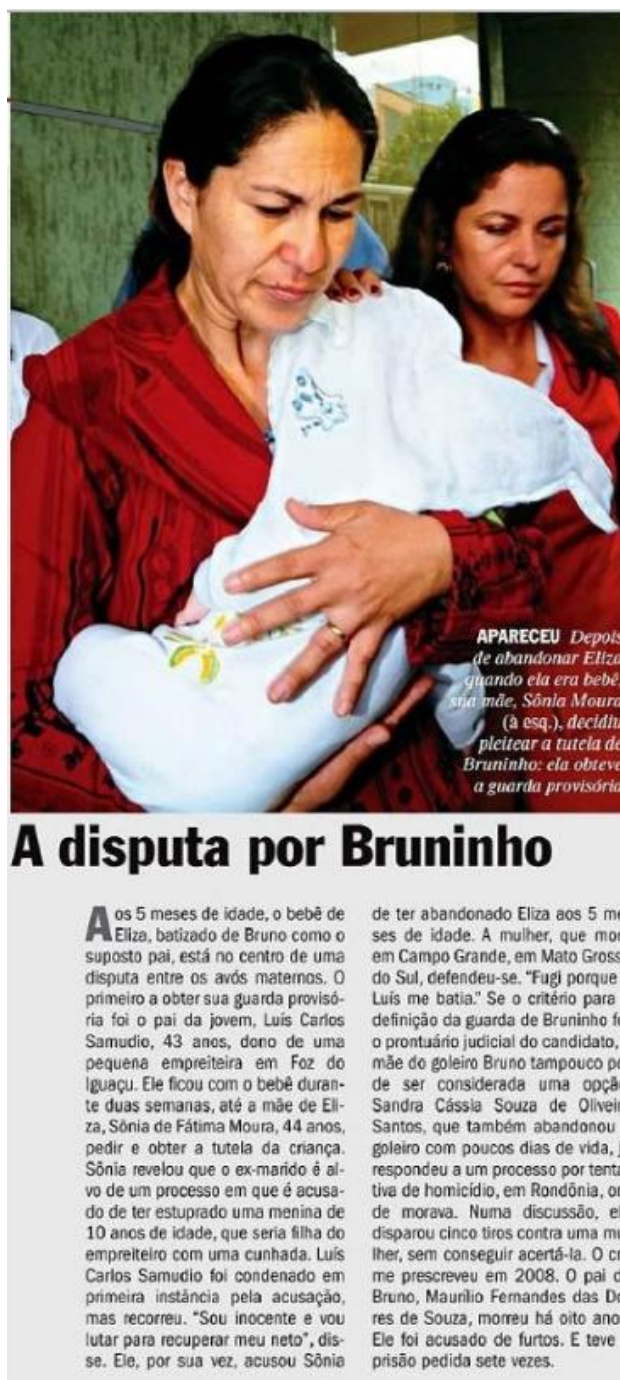 APARECEU Depois
de abandonar Eliza
quando ela era bebê,
sua mãe, Sônia Moura
(à esq.), decidiu
pleitear a tutela de
Bruninho: ela obteve
a guarda provisória
A disputa por Bruninho
Aos 5 meses de idade, o bebê de
Eliza, batizado de Bruno como o
suposto pai, está no centro de uma
disputa entre os avós maternos. O
primeiro a obter sua guarda provisó-
ria foi o pai da jovem, Luís Carlos
Samudio, 43 anos, dono de uma
pequena empreiteira em Foz do
Iguaçu. Ele ficou com o bebê duran-
te duas semanas, até a mãe de Eli-
za, Sônia de Fátima Moura, 44 anos,
pedir e obter a tutela da criança.
Sônia revelou que o ex-marido é al-
vo de um processo em que é acusa-
do de ter estuprado uma menina de
10 anos de idade, que seria filha do
empreiteiro com uma cunhada. Luís
Carlos Samudio foi condenado em
primeira instância pela acusação,
mas recorreu. "Sou inocente e vou
lutar para recuperar meu neto", dis-
se. Ele, por sua vez, acusou Sônia
de ter abandonado Eliza aos 5 me
ses de idade. A mulher, que mor
em Campo Grande, em Mato Gross
do Sul, defendeu-se. "Fugi porque
Luís me batia." Se o critério para
definição da guarda de Bruninho fo
o prontuário judicial do candidato,
mãe do goleiro Bruno tampouco po
de ser considerada uma opçã
Sandra Cássia Souza de Oliveir
Santos, que também abandonou
goleiro com poucos dias de vida, j
respondeu a um processo por tenta
tiva de homicídio, em Rondônia, on
de morava. Numa discussão, el
disparou cinco tiros contra uma mu
lher, sem conseguir acertá-la. O cri
me prescreveu em 2008. O pai d
Bruno, Maurílio Fernandes das Do
res de Souza, morreu há oito ano
Ele foi acusado de furtos. E teve
prisão pedida sete vezes.